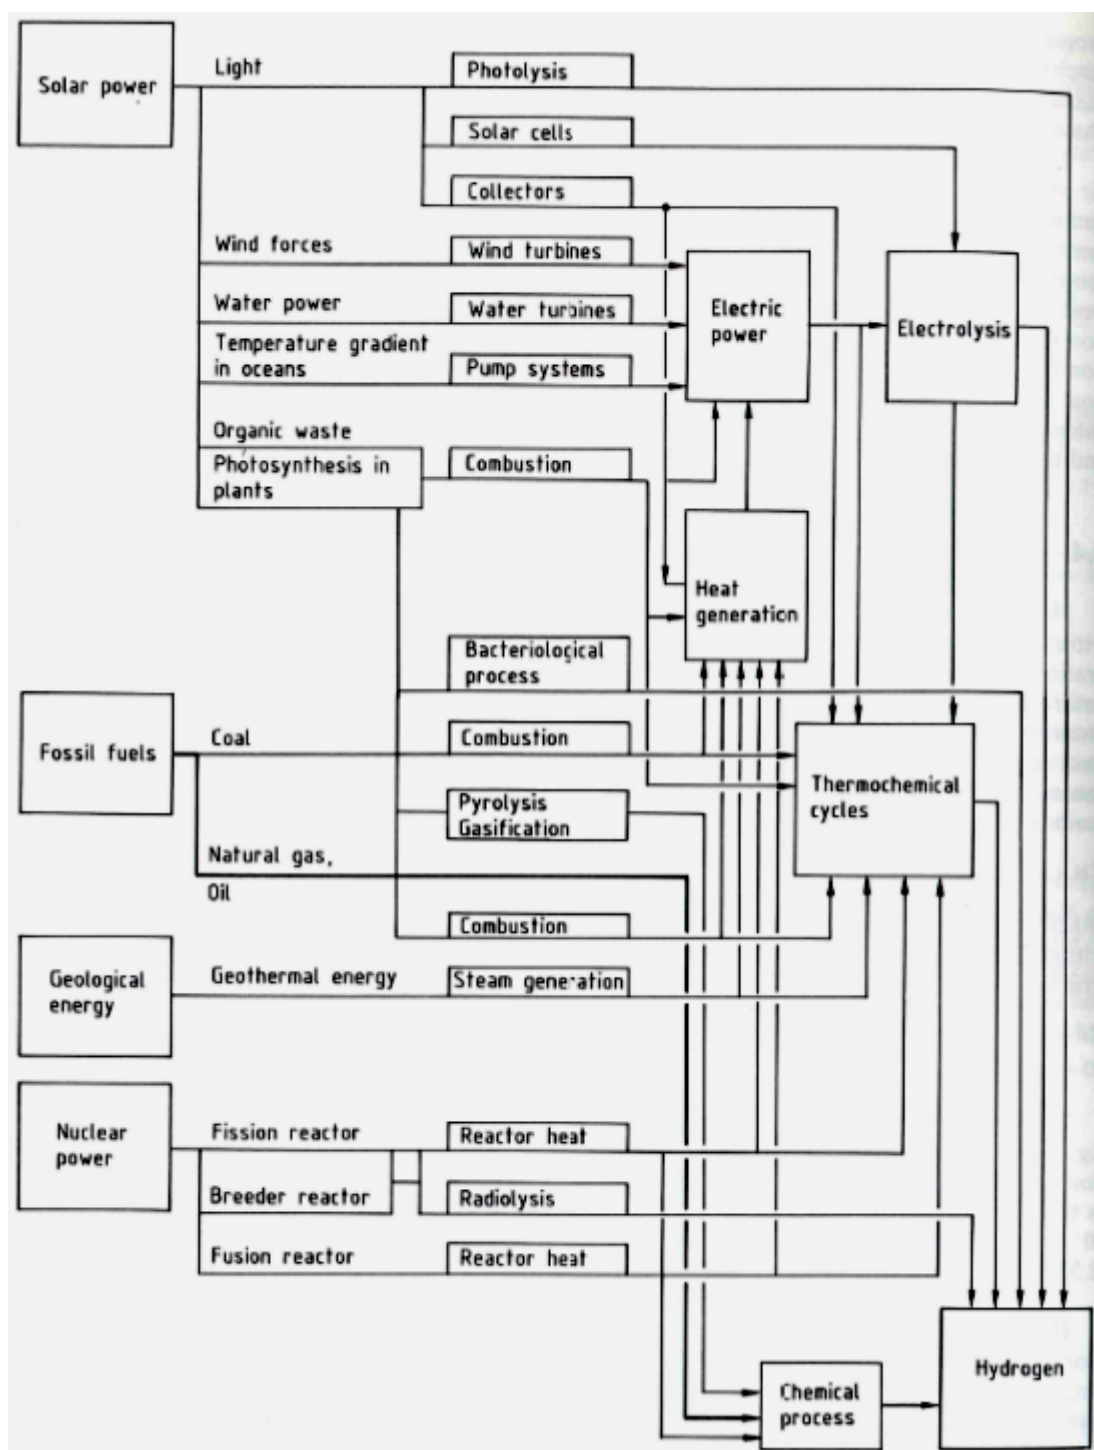 Solar power
Light
Photolysis
Solar cells
Collectors
Wind forces
Wind turbines
Water power
Water turbines
Temperature gradient
in oceans
Pump systems
Electric
power
Electrolysis
Organic waste
Photosynthesis in
plants
Combustion
Heat
generation
Bacteriological
process
Fossil fuels
Coal
Combustion
Thermochemical
cycles
Pyrolysis
Gasification
Natural gas,
Oil
Combustion
Geological
energy
Geothermal energy
Steam generation
Nuclear
power
Fission reactor
Reactor heat
Breeder reactor
Radiolysis
Fusion reactor
Reactor heat
Hydrogen
Chemical
process